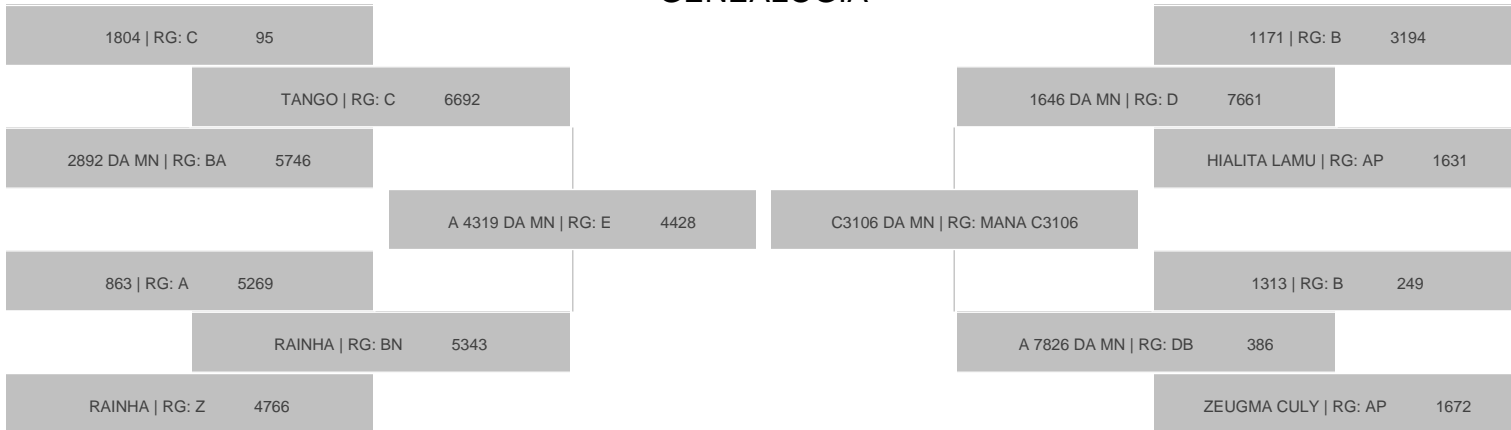 GENEALOGIA
1804 | RG: C 95
1171 | RG: B 3194
TANGO | RG: C 6692
1646 DA MN | RG: D 7661
2892 DA MN | RG: BA 5746
HIALITA LAMU | RG: AP 1631
A 4319 DA MN | RG: E 4428
C3106 DA MN | RG: MANA C3106
863 | RG: A 5269
1313 | RG: B 249
RAINHA | RG: BN 5343
A 7826 DA MN | RG: DB 386
RAINHA | RG: Z 4766
ZEUGMA CULY | RG: AP 1672